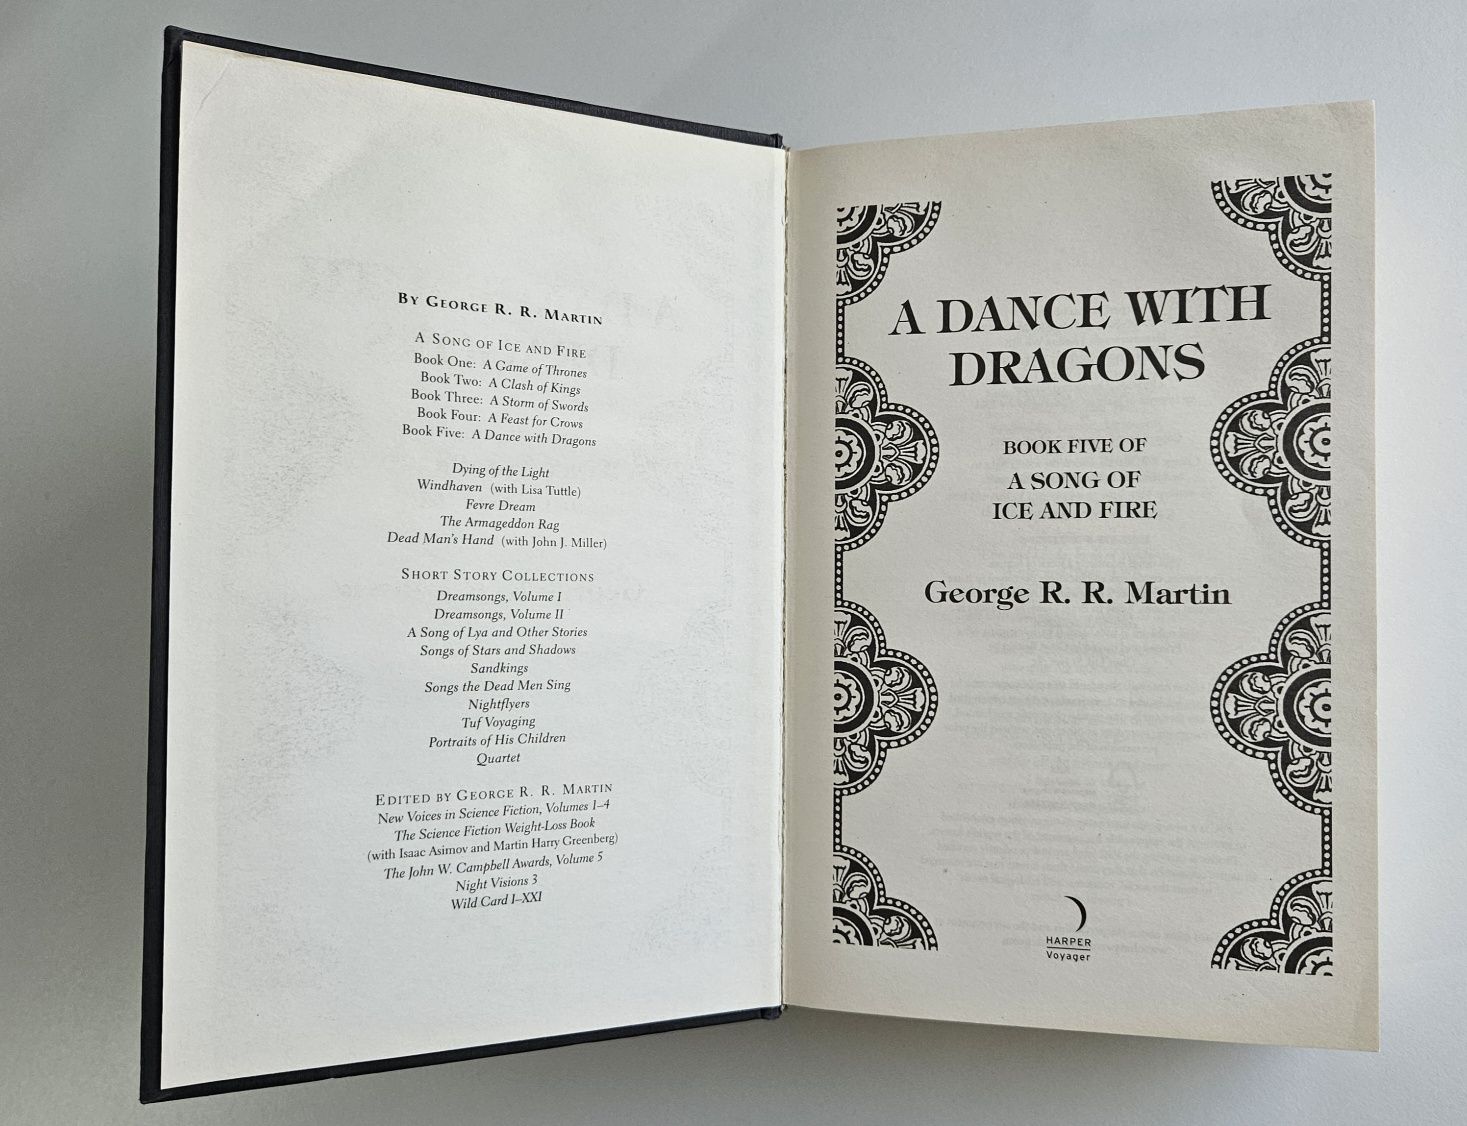 BY GEORGE R. R. MARTIN
A SONG OF ICE AND FIRE
Book One: A Game of Thrones
Book Two: A Clash of Kings
Book Three: A Storm of Swords
Book Four: A Feast for Crows
Book Five: A Dance with Dragons
Dying of the Light
Windhaven (with Lisa Tuttle)
Fevre Dream
The Armageddon Rag
Dead Man's Hand (with John J. Miller)
SHORT STORY COLLECTIONS
Dreamsongs, Volume I
Dreamsongs, Volume II
A Song of Lya and Other Stories
Songs of Stars and Shadows
Sandkings
Songs the Dead Men Sing
Nightflyers
Tuf Voyaging
Portraits of His Children
Quartet
EDITED BY GEORGE R. R. MARTIN
New Voices in Science Fiction, Volumes 1–4
The Science Fiction Weight-Loss Book
(with Isaac Asimov and Martin Harry Greenberg)
The John W. Campbell Awards, Volume 5
Night Visions 3
Wild Card I–XXI
A DANCE WITH
DRAGONS
BOOK FIVE OF
A SONG OF
ICE AND FIRE
George R. R. Martin
HARPER
Voyager